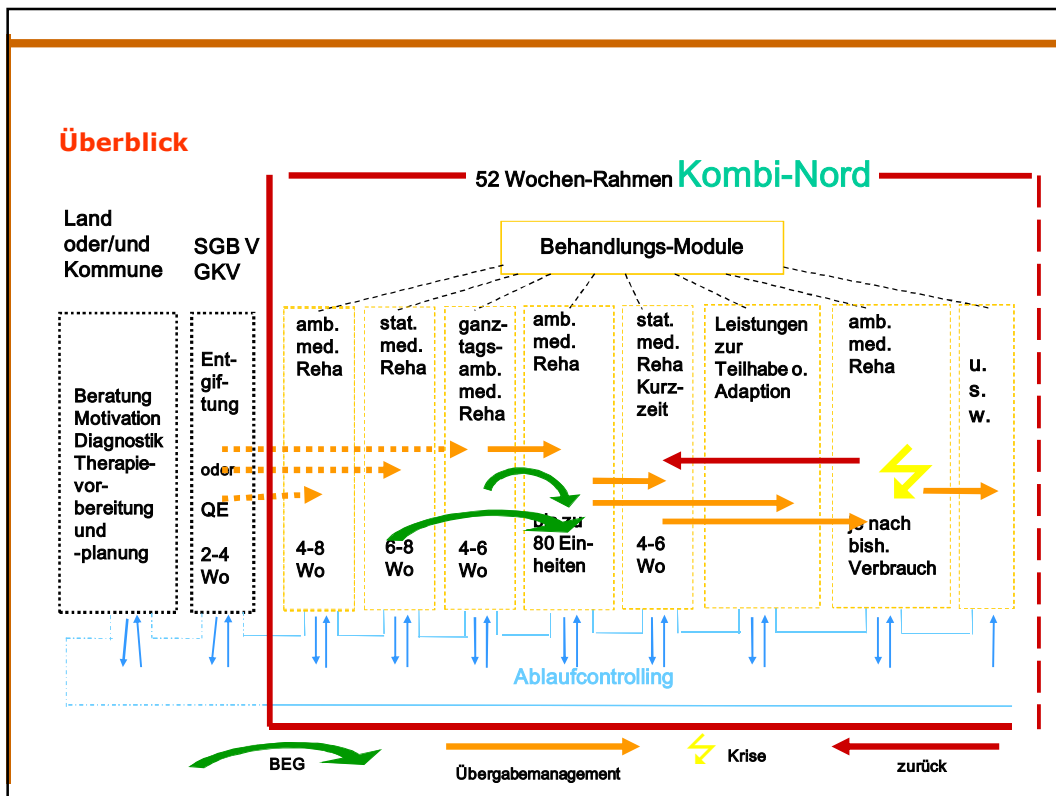 Überblick
52 Wochen-Rahmen Kombi-Nord
Land
oder/und
Kommune
SGB V
GKV
Behandlungs-Module
Beratung
Motivation
Diagnostik
Therapie-
vor-
bereitung
und
-planung
Ent-
gif-
tung
oder
QE
2-4
Wo
amb.
med.
Reha
4-8
Wo
stat.
med.
Reha
6-8
Wo
ganz-
tags-
amb.
med.
Reha
4-6
Wo
amb.
med.
Reha
bis zu
80 Ein-
heiten
stat.
med.
Reha
Kurz-
zeit
4-6
Wo
Leistungen
zur
Teilhabe o.
Adaption
amb.
med.
Reha
je nach
bish.
Verbrauch
u.
s.
w.
Ablaufcontrolling
BEG
Übergabemanagement
Krise
zurück